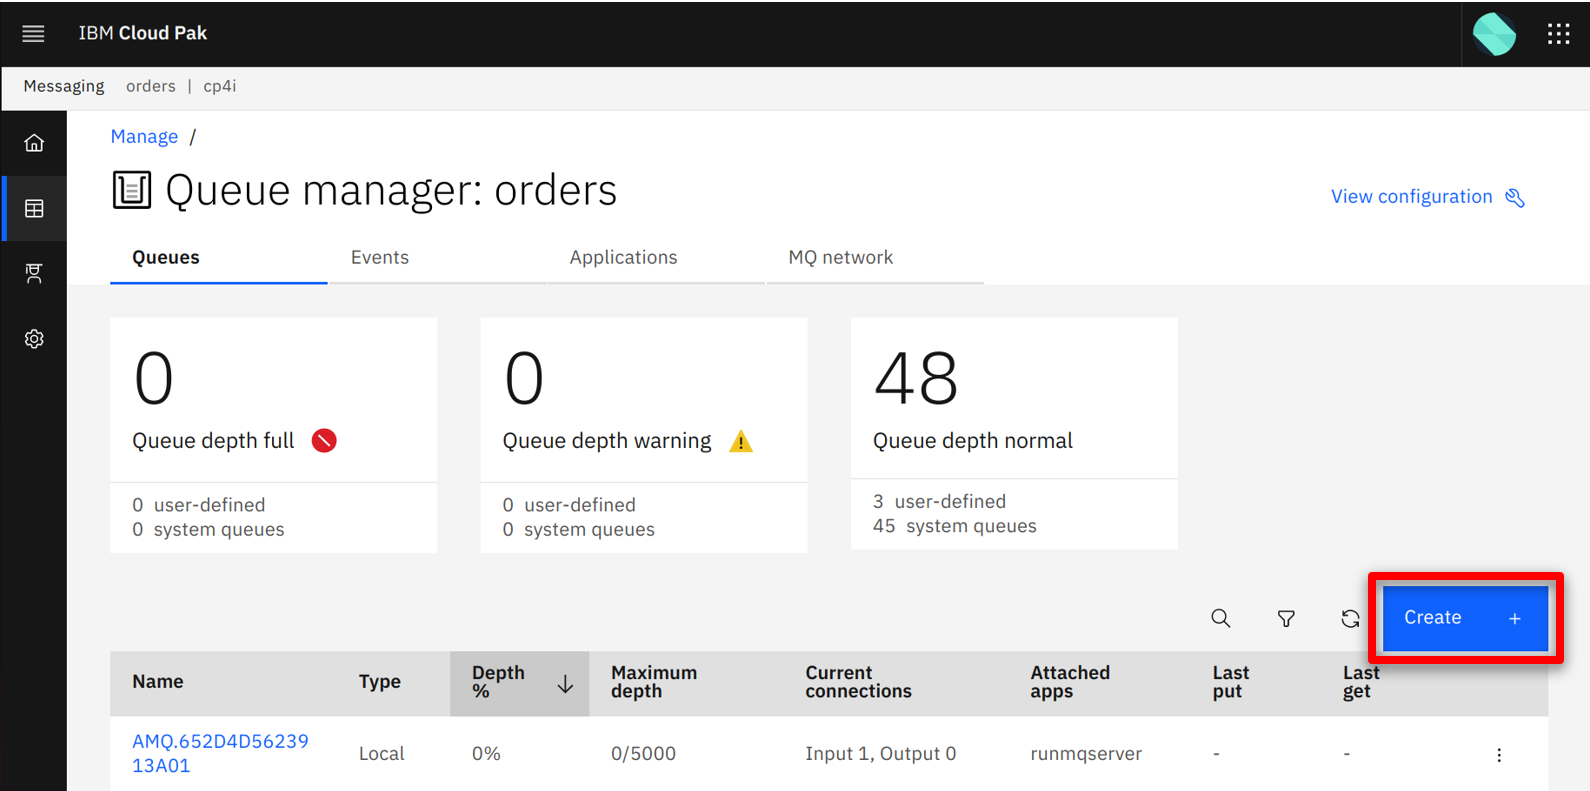 IBM Cloud Pak
Messaging orders | cp4i
Manage /
Queue manager: orders
View configuration
Queues Events Applications MQ network
0
Queue depth full
0 user-defined
0 system queues
0
Queue depth warning
0 user-defined
0 system queues
48
Queue depth normal
3 user-defined
45 system queues
Create +
Name Type Depth % Maximum depth Current connections Attached apps Last put Last get
AMQ.652D4D56239
13A01
Local 0% 0/5000 Input 1, Output 0 runmqserver - -